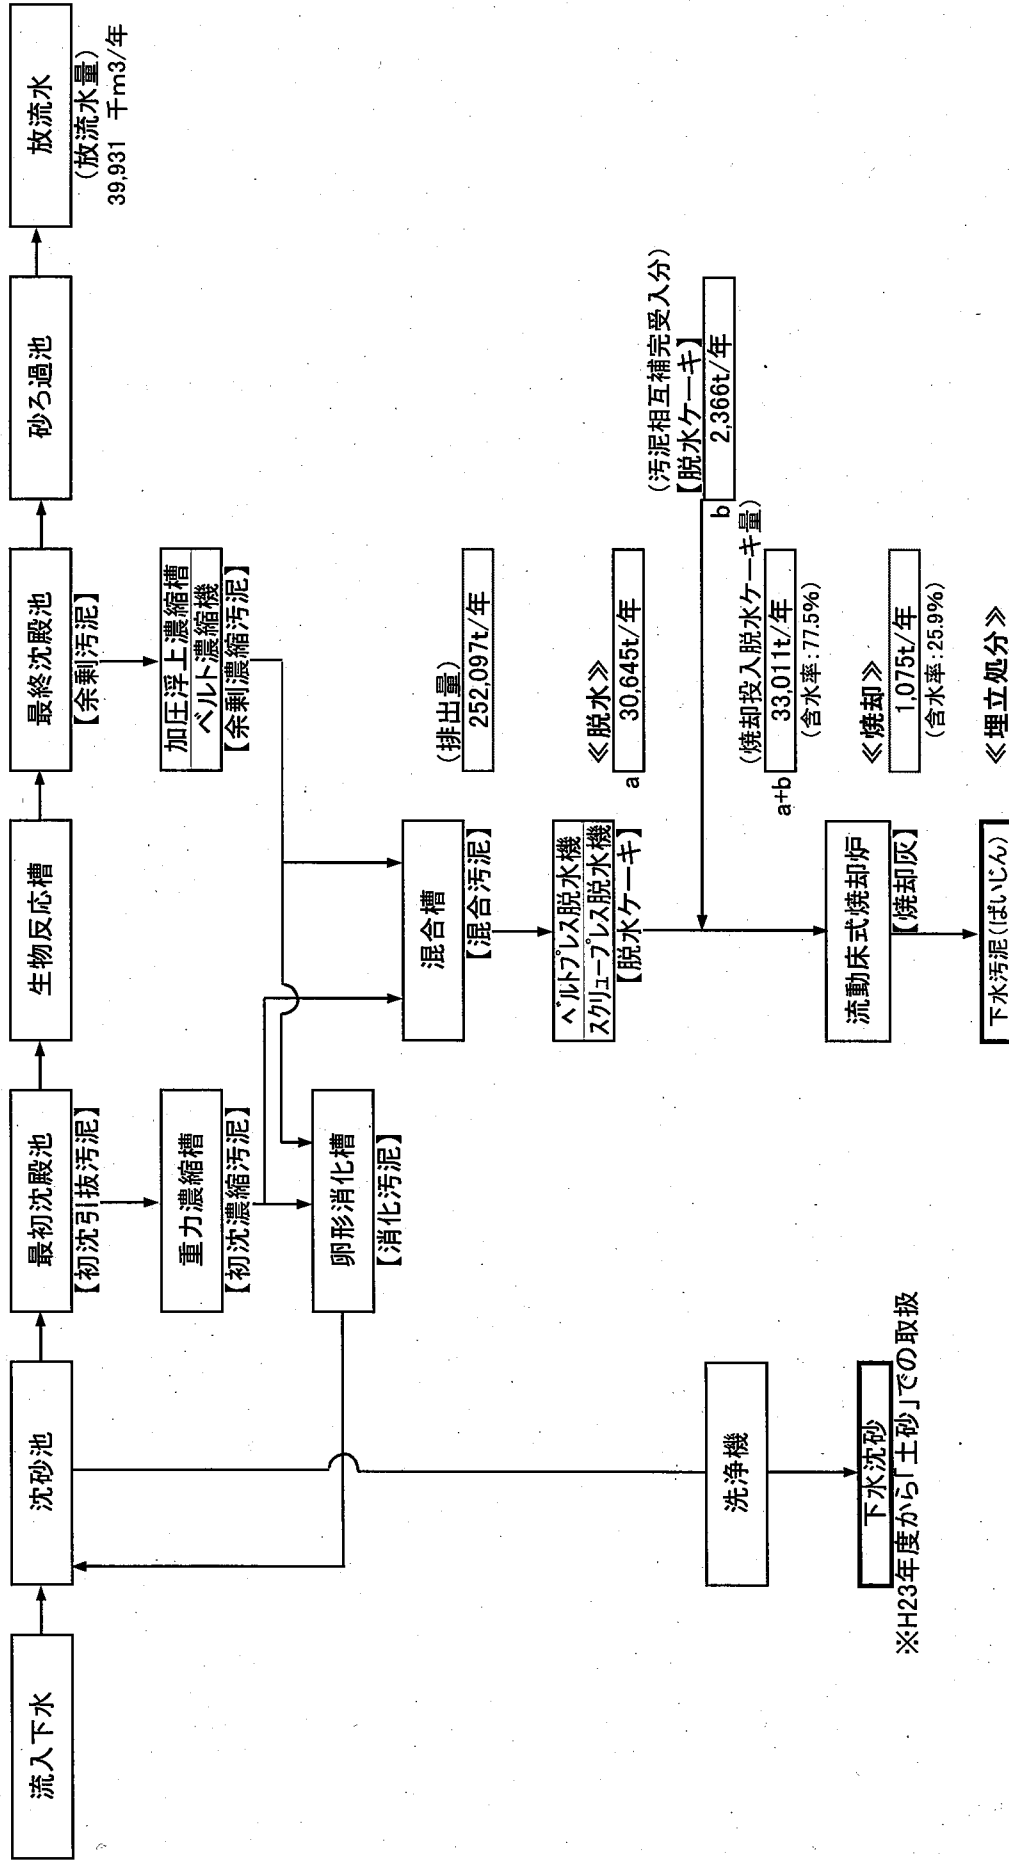 流入下水
沈砂池
最初沈殿池
【初沈引抜汚泥】
生物反応槽
最終沈殿池
【余剰汚泥】
砂ろ過池
放流水
(放流水量)
39,931 千m3/年
重力濃縮槽
【初沈濃縮汚泥】
加圧浮上濃縮槽
ベルト濃縮機
【余剰濃縮汚泥】
卵形消化槽
【消化汚泥】
混合槽
【混合汚泥】
(排出量)
252,097t/年
ベルトプレス脱水機
スクリュープレス脱水機
【脱水ケーキ】
≪脱水≫
a 30,645t/年
(汚泥相互補完受入分)
【脱水ケーキ】
b 2,366t/年
(焼却投入脱水ケーキ量)
a+b 33,011t/年
(含水率:77.5%)
洗浄機
流動床式焼却炉
【焼却灰】
≪焼却≫
1,075t/年
(含水率:25.9%)
下水沈砂
※H23年度から「土砂」での取扱
下水汚泥(ばいじん)
≪埋立処分≫